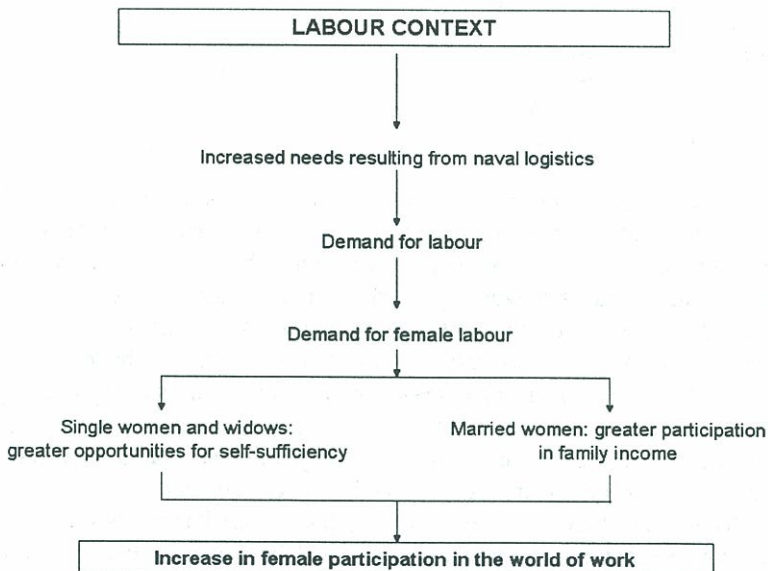 LABOUR CONTEXT
Increased needs resulting from naval logistics
Demand for labour
Demand for female labour
Single women and widows:
greater opportunities for self-sufficiency
Married women: greater participation
in family income
Increase in female participation in the world of work